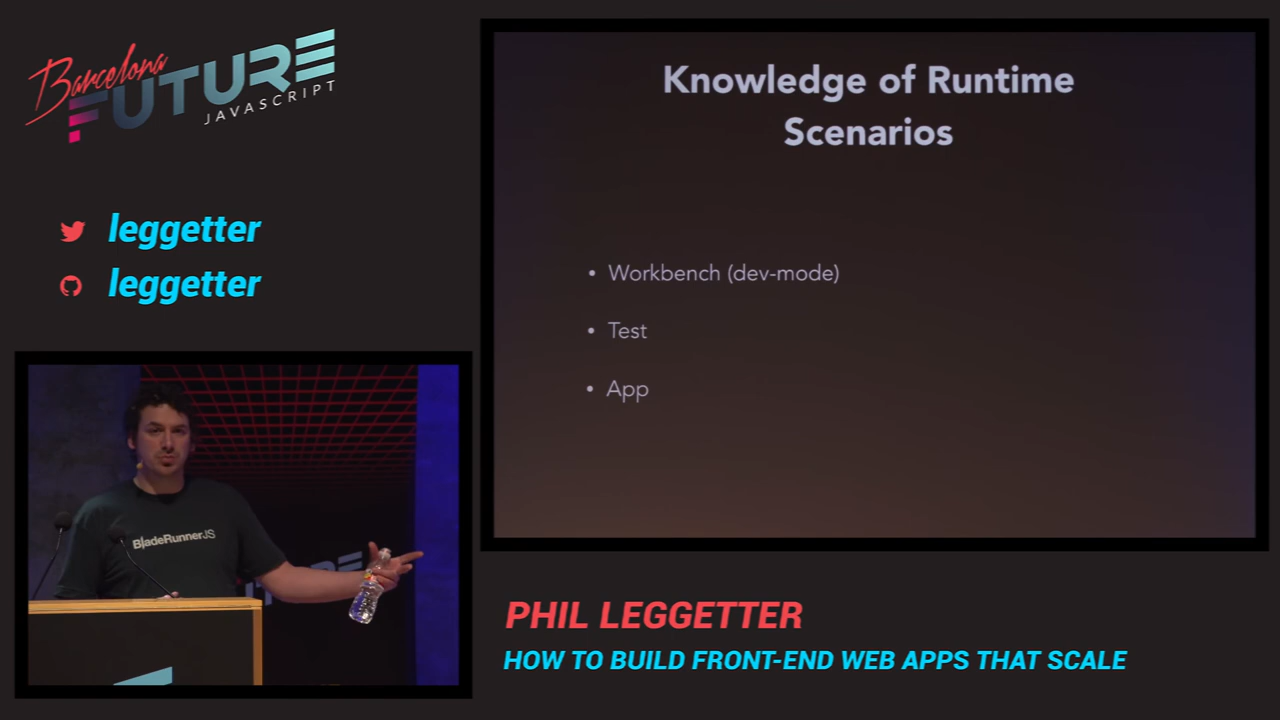 Barcelona
FUTURE
JAVASCRIPT
leggetter
leggetter
Knowledge of Runtime
Scenarios
• Workbench (dev-mode)
• Test
• App
BladeRunnerJS
PHIL LEGGETTER
HOW TO BUILD FRONT-END WEB APPS THAT SCALE